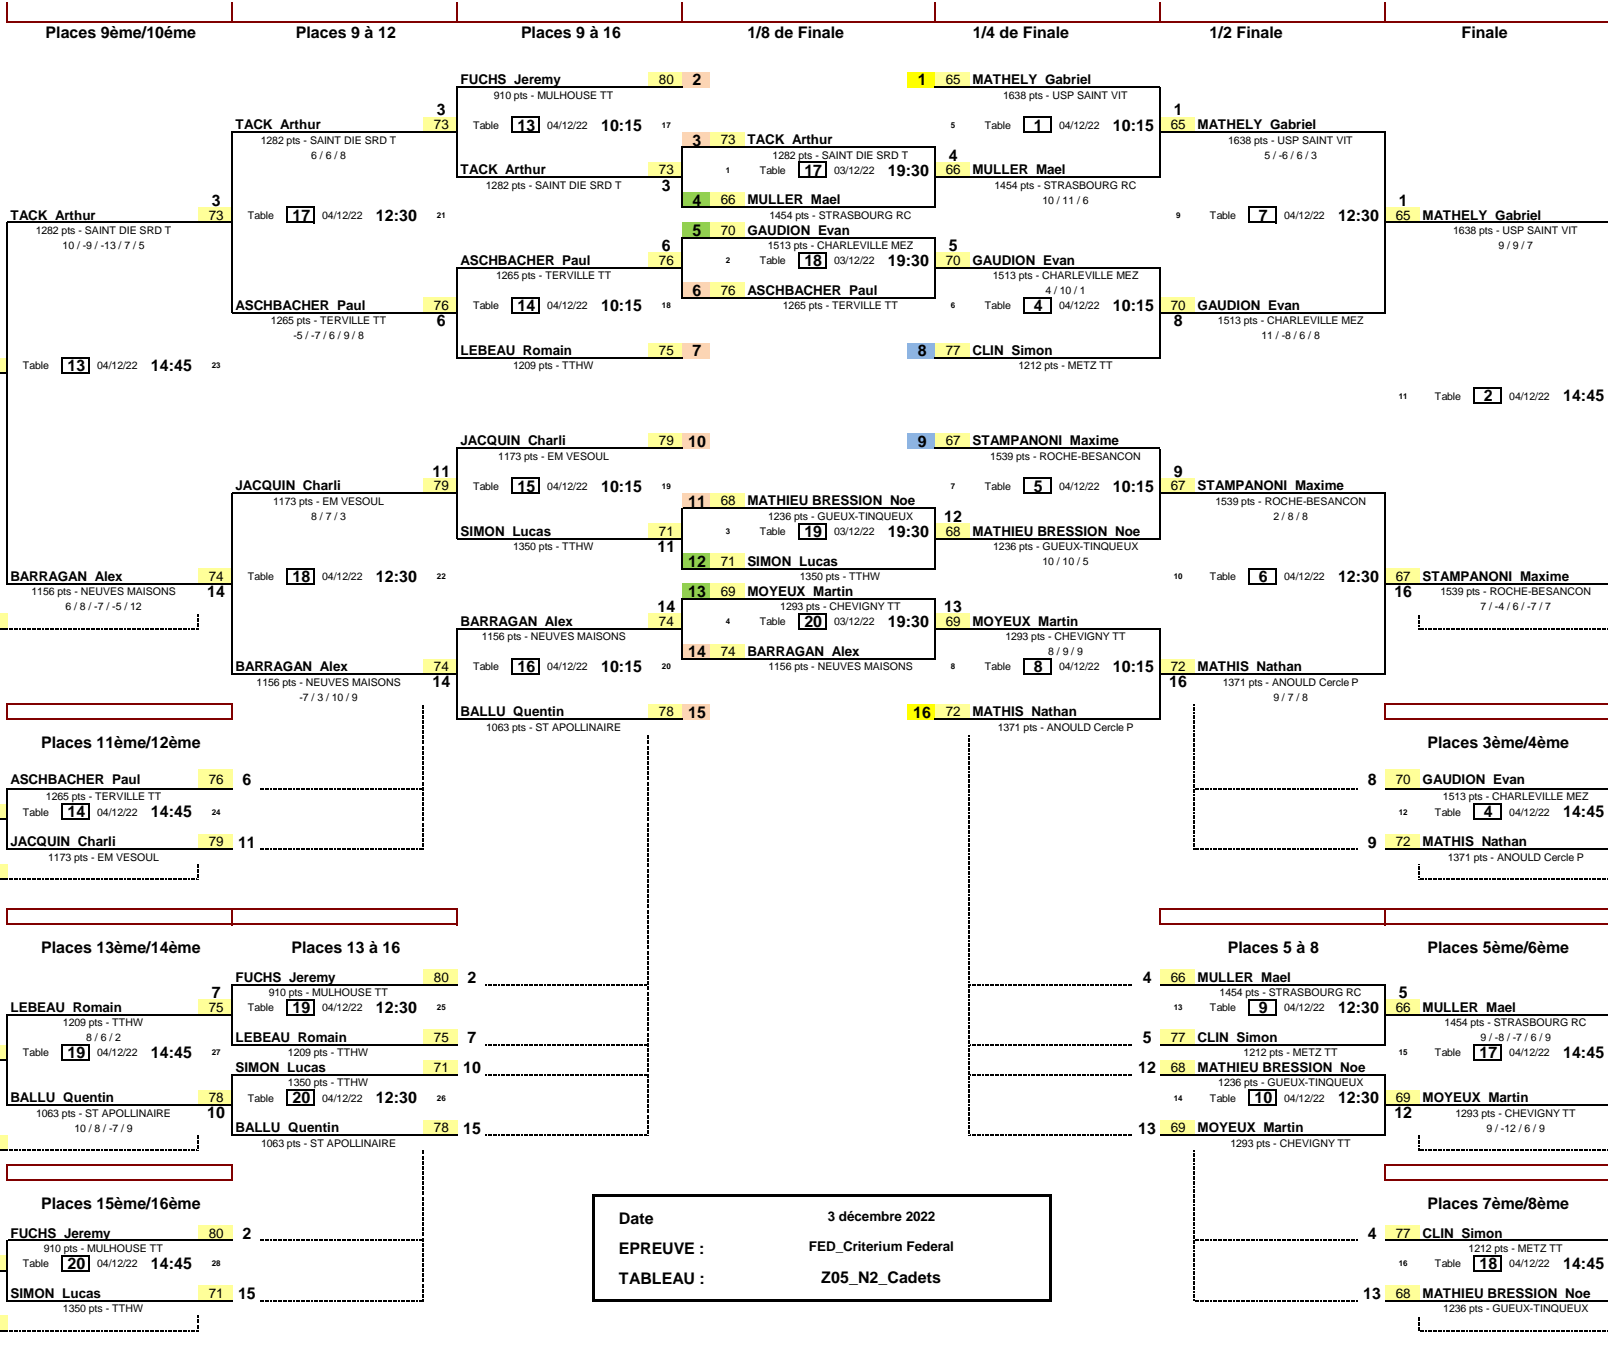 Places 9ème/10éme
Places 9 à 12
Places 9 à 16
1/8 de Finale
1/4 de Finale
1/2 Finale
Finale
FUCHS Jeremy 80 2
910 pts - MULHOUSE TT
1 65 MATHELY Gabriel
1638 pts - USP SAINT VIT
3
TACK Arthur 73
1282 pts - SAINT DIE SRD T
6 / 6 / 8
Table 13 04/12/22 10:15 17
5 Table 1 04/12/22 10:15
1
65 MATHELY Gabriel
1638 pts - USP SAINT VIT
5 / -6 / 6 / 3
3 73 TACK Arthur
1282 pts - SAINT DIE SRD T
TACK Arthur 73
1282 pts - SAINT DIE SRD T 3
1 Table 17 03/12/22 19:30
4
66 MULLER Mael
1454 pts - STRASBOURG RC
10 / 11 / 6
4 66 MULLER Mael
1454 pts - STRASBOURG RC
3
TACK Arthur 73
1282 pts - SAINT DIE SRD T
10 / -9 / -13 / 7 / 5
Table 17 04/12/22 12:30 21
9 Table 7 04/12/22 12:30
1
65 MATHELY Gabriel
1638 pts - USP SAINT VIT
9 / 9 / 7
5 70 GAUDION Evan
1513 pts - CHARLEVILLE MEZ
6
ASCHBACHER Paul 76
1265 pts - TERVILLE TT
2 Table 18 03/12/22 19:30
5
70 GAUDION Evan
1513 pts - CHARLEVILLE MEZ
4 / 10 / 1
6 76 ASCHBACHER Paul
1265 pts - TERVILLE TT
ASCHBACHER Paul 76
1265 pts - TERVILLE TT 6
-5 / -7 / 6 / 9 / 8
Table 14 04/12/22 10:15 18
6 Table 4 04/12/22 10:15
70 GAUDION Evan
8 1513 pts - CHARLEVILLE MEZ
11 / -8 / 6 / 8
LEBEAU Romain 75 7
1209 pts - TTHW
8 77 CLIN Simon
1212 pts - METZ TT
Table 13 04/12/22 14:45 23
11 Table 2 04/12/22 14:45
JACQUIN Charli 79 10
1173 pts - EM VESOUL
9 67 STAMPANONI Maxime
1539 pts - ROCHE-BESANCON
11
JACQUIN Charli 79
1173 pts - EM VESOUL
8 / 7 / 3
Table 15 04/12/22 10:15 19
7 Table 5 04/12/22 10:15
9
67 STAMPANONI Maxime
1539 pts - ROCHE-BESANCON
2 / 8 / 8
11 68 MATHIEU BRESSION Noe
1236 pts - GUEUX-TINQUEUX
SIMON Lucas 71
1350 pts - TTHW 11
3 Table 19 03/12/22 19:30
12
68 MATHIEU BRESSION Noe
1236 pts - GUEUX-TINQUEUX
10 / 10 / 5
12 71 SIMON Lucas
1350 pts - TTHW
BARRAGAN Alex 74
1156 pts - NEUVES MAISONS 14
6 / 8 / -7 / -5 / 12
Table 18 04/12/22 12:30 22
10 Table 6 04/12/22 12:30
67 STAMPANONI Maxime
16 1539 pts - ROCHE-BESANCON
7 / -4 / 6 / -7 / 7
13 69 MOYEUX Martin
1293 pts - CHEVIGNY TT
14
BARRAGAN Alex 74
1156 pts - NEUVES MAISONS
4 Table 20 03/12/22 19:30
13
69 MOYEUX Martin
1293 pts - CHEVIGNY TT
8 / 9 / 9
14 74 BARRAGAN Alex
1156 pts - NEUVES MAISONS
BARRAGAN Alex 74
1156 pts - NEUVES MAISONS 14
-7 / 3 / 10 / 9
Table 16 04/12/22 10:15 20
8 Table 8 04/12/22 10:15
72 MATHIS Nathan
16 1371 pts - ANOULD Cercle P
9 / 7 / 8
BALLU Quentin 78 15
1063 pts - ST APOLLINAIRE
16 72 MATHIS Nathan
1371 pts - ANOULD Cercle P
Places 11ème/12ème
ASCHBACHER Paul 76 6
1265 pts - TERVILLE TT
Table 14 04/12/22 14:45 24
JACQUIN Charli 79 11
1173 pts - EM VESOUL
Places 3ème/4ème
8 70 GAUDION Evan
1513 pts - CHARLEVILLE MEZ
12 Table 4 04/12/22 14:45
9 72 MATHIS Nathan
1371 pts - ANOULD Cercle P
Places 13ème/14ème
Places 13 à 16
Places 5 à 8
Places 5ème/6ème
FUCHS Jeremy 80 2
910 pts - MULHOUSE TT
7
LEBEAU Romain 75
1209 pts - TTHW
8 / 6 / 2
Table 19 04/12/22 12:30 25
LEBEAU Romain 75 7
1209 pts - TTHW
Table 19 04/12/22 14:45 27
SIMON Lucas 71 10
1350 pts - TTHW
BALLU Quentin 78
1063 pts - ST APOLLINAIRE 10
10 / 8 / -7 / 9
Table 20 04/12/22 12:30 26
BALLU Quentin 78 15
1063 pts - ST APOLLINAIRE
4 66 MULLER Mael
1454 pts - STRASBOURG RC
13 Table 9 04/12/22 12:30
5
66 MULLER Mael
1454 pts - STRASBOURG RC
9 / -8 / -7 / 6 / 9
5 77 CLIN Simon
1212 pts - METZ TT
15 Table 17 04/12/22 14:45
12 68 MATHIEU BRESSION Noe
1236 pts - GUEUX-TINQUEUX
14 Table 10 04/12/22 12:30
69 MOYEUX Martin
12 1293 pts - CHEVIGNY TT
9 / -12 / 6 / 9
13 69 MOYEUX Martin
1293 pts - CHEVIGNY TT
Places 15ème/16ème
FUCHS Jeremy 80 2
910 pts - MULHOUSE TT
Table 20 04/12/22 14:45 28
SIMON Lucas 71 15
1350 pts - TTHW
Date 3 décembre 2022
EPREUVE : FED_Criterium Federal
TABLEAU : Z05_N2_Cadets
Places 7ème/8ème
4 77 CLIN Simon
1212 pts - METZ TT
16 Table 18 04/12/22 14:45
13 68 MATHIEU BRESSION Noe
1236 pts - GUEUX-TINQUEUX